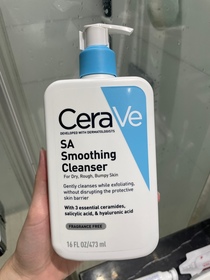 CeraVe
DEVELOPED WITH DERMATOLOGISTS
SA
Smoothing
Cleanser
For Dry, Rough, Bumpy Skin
Gently cleanses while exfoliating,
without disrupting the protective
skin barrier
With 3 essential ceramides,
salicylic acid, & hyaluronic acid
FRAGRANCE FREE
16 FL OZ/473 ml